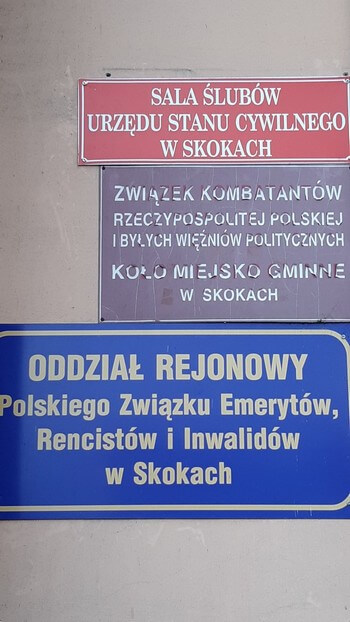 SALA ŚLUBÓW
URZĘDU STANU CYWILNEGO
W SKOKACH
ZWIĄZEK KOMBATANTÓW
RZECZYPOSPOLITEJ POLSKIEJ
I BYŁYCH WIĘŹNIÓW POLITYCZNYCH
KOŁO MIEJSKO GMINNE
W SKOKACH
ODDZIAŁ REJONOWY
Polskiego Związku Emerytów,
Rencistów i Inwalidów
w Skokach